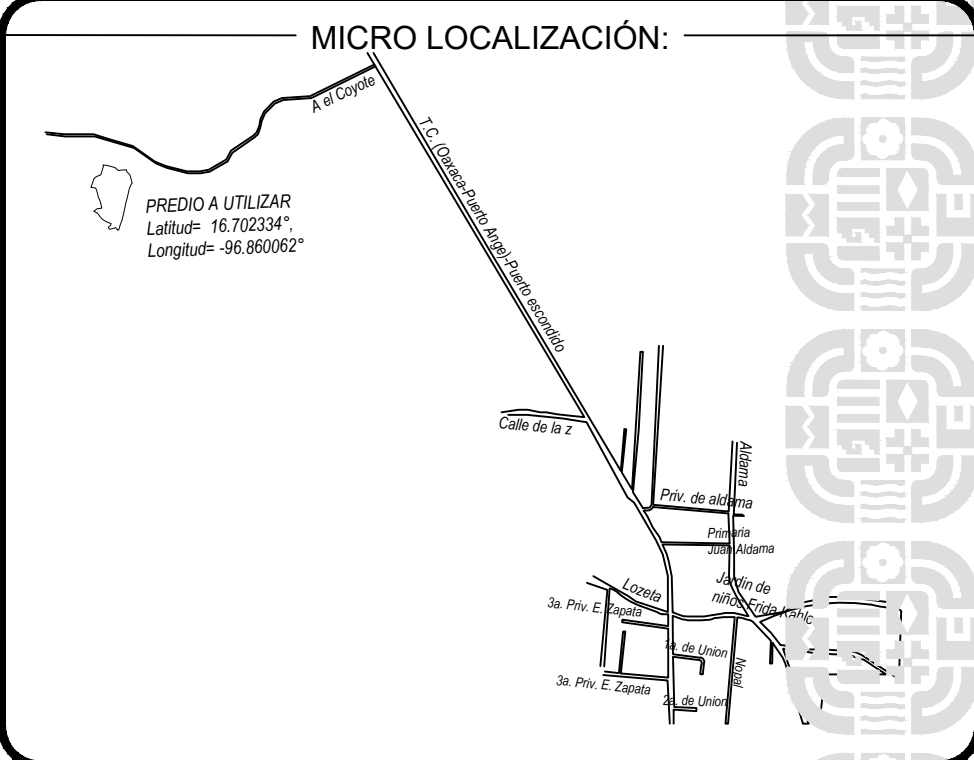 MICRO LOCALIZACIÓN:
A el Coyote
T.C. (Oaxaca-Puerto Ange)-Puerto escondido
PREDIO A UTILIZAR
Latitud= 16.702334°,
Longitud= -96.860062°
Calle de la z
Aldama
Priv. de aldama
Primaria
Juan Aldama
Jardin de
niños Frida Kahlo
Lozeta
3a. Priv. E. Zapata
1a. de Union
Nopal
3a. Priv. E. Zapata
2a. de Union